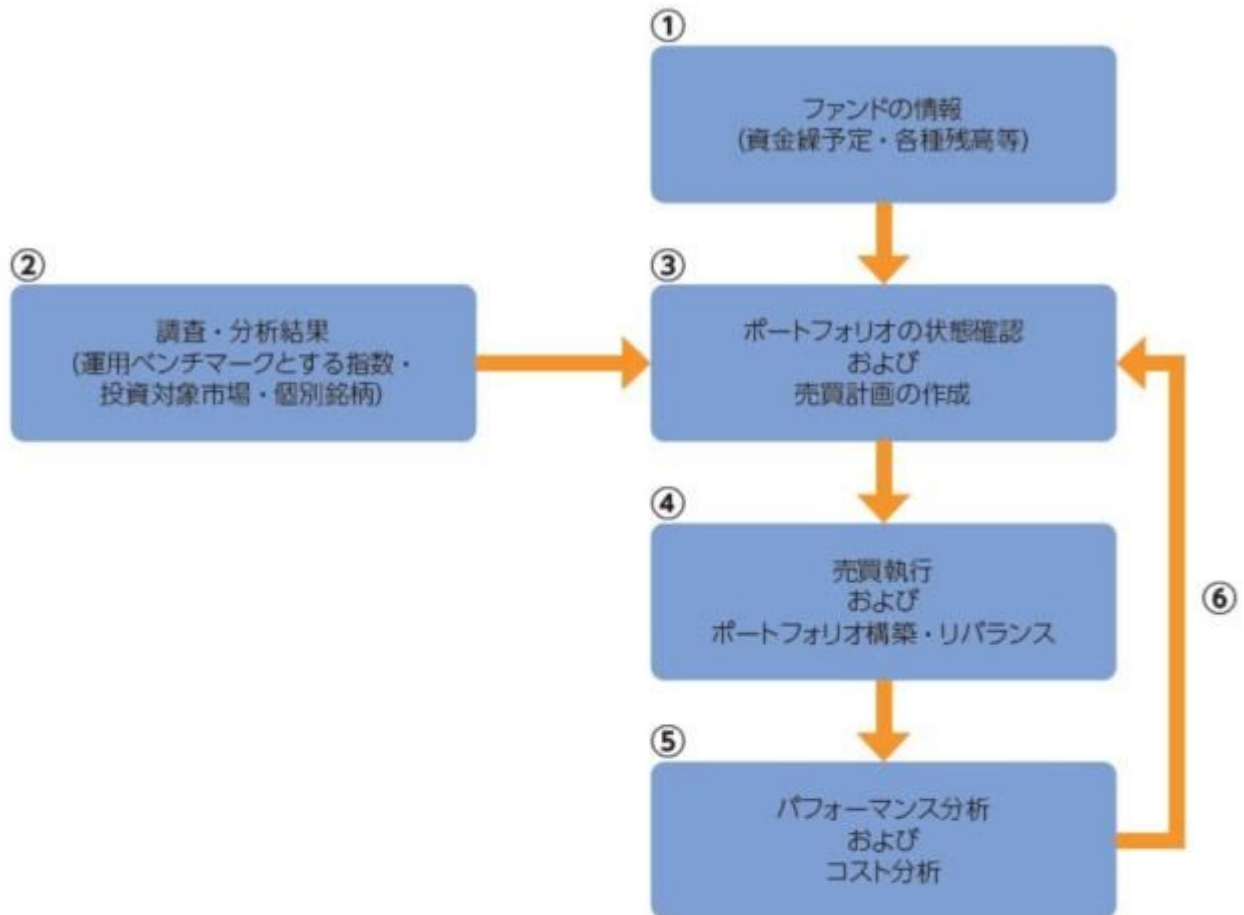 ①
ファンドの情報
(資金繰予定・各種残高等)
②
調査・分析結果
(運用ベンチマークとする指数・
投資対象市場・個別銘柄)
③
ポートフォリオの状態確認
および
売買計画の作成
④
売買執行
および
ポートフォリオ構築・リバランス
⑤
パフォーマンス分析
および
コスト分析
⑥